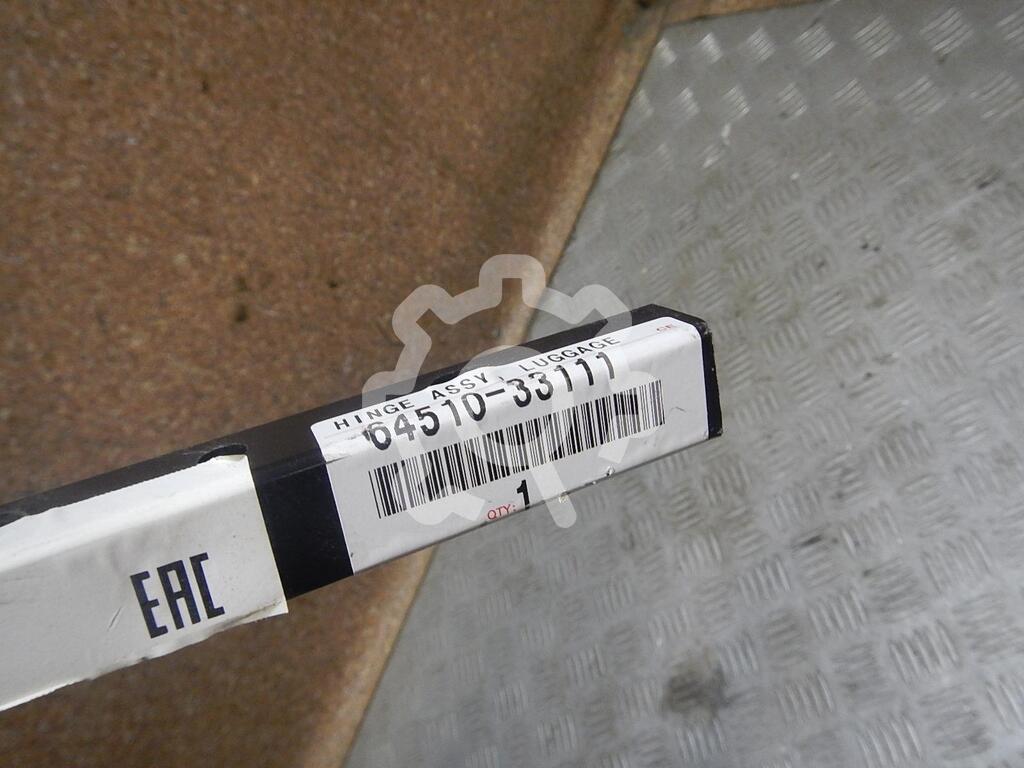 HINGE ASSY, LUGGAGE
64510-33111
QTY: 1
EAC